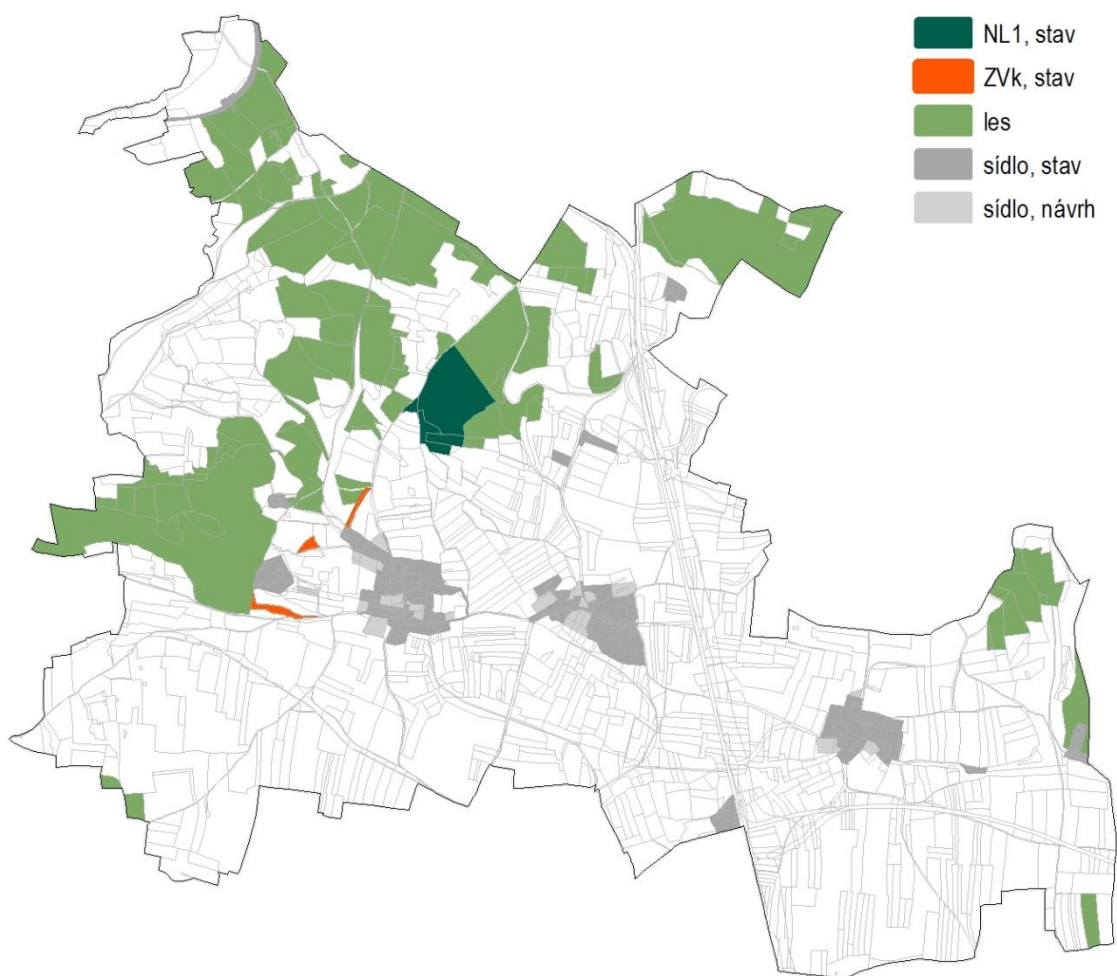 NL1, stav
ZVk, stav
les
sídlo, stav
sídlo, návrh